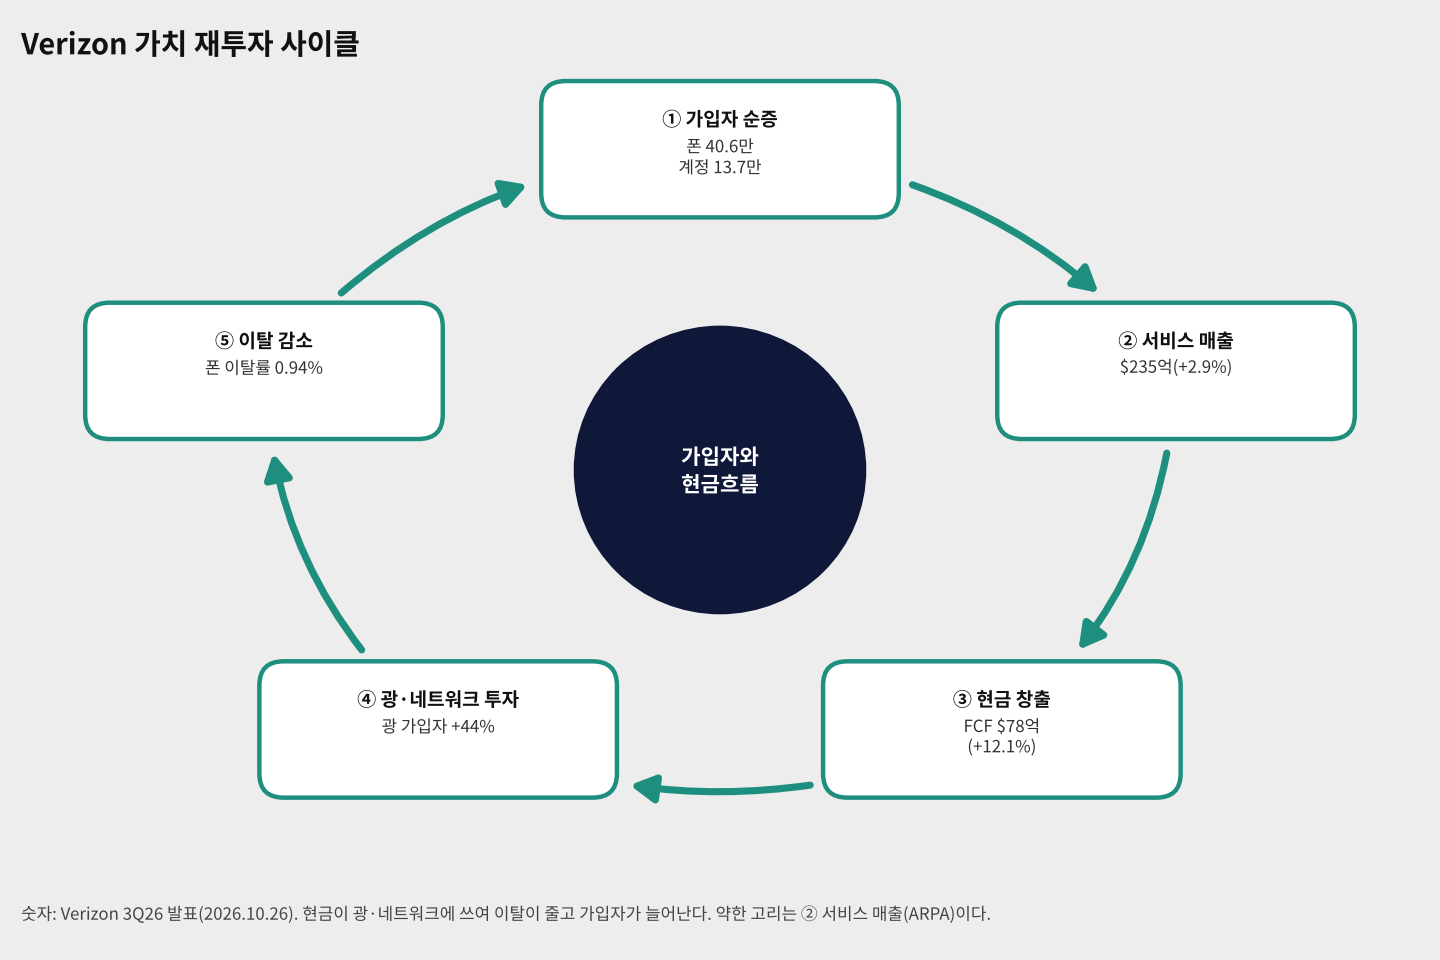 Verizon 가치 재투자 사이클
① 가입자 순증
폰 40.6만
계정 13.7만
⑤ 이탈 감소
폰 이탈률 0.94%
② 서비스 매출
$235억(+2.9%)
가입자와
현금흐름
④ 광·네트워크 투자
광 가입자 +44%
③ 현금 창출
FCF $78억
(+12.1%)
숫자: Verizon 3Q26 발표(2026.10.26). 현금이 광·네트워크에 쓰여 이탈이 줄고 가입자가 늘어난다. 약한 고리는 ② 서비스 매출(ARPA)이다.